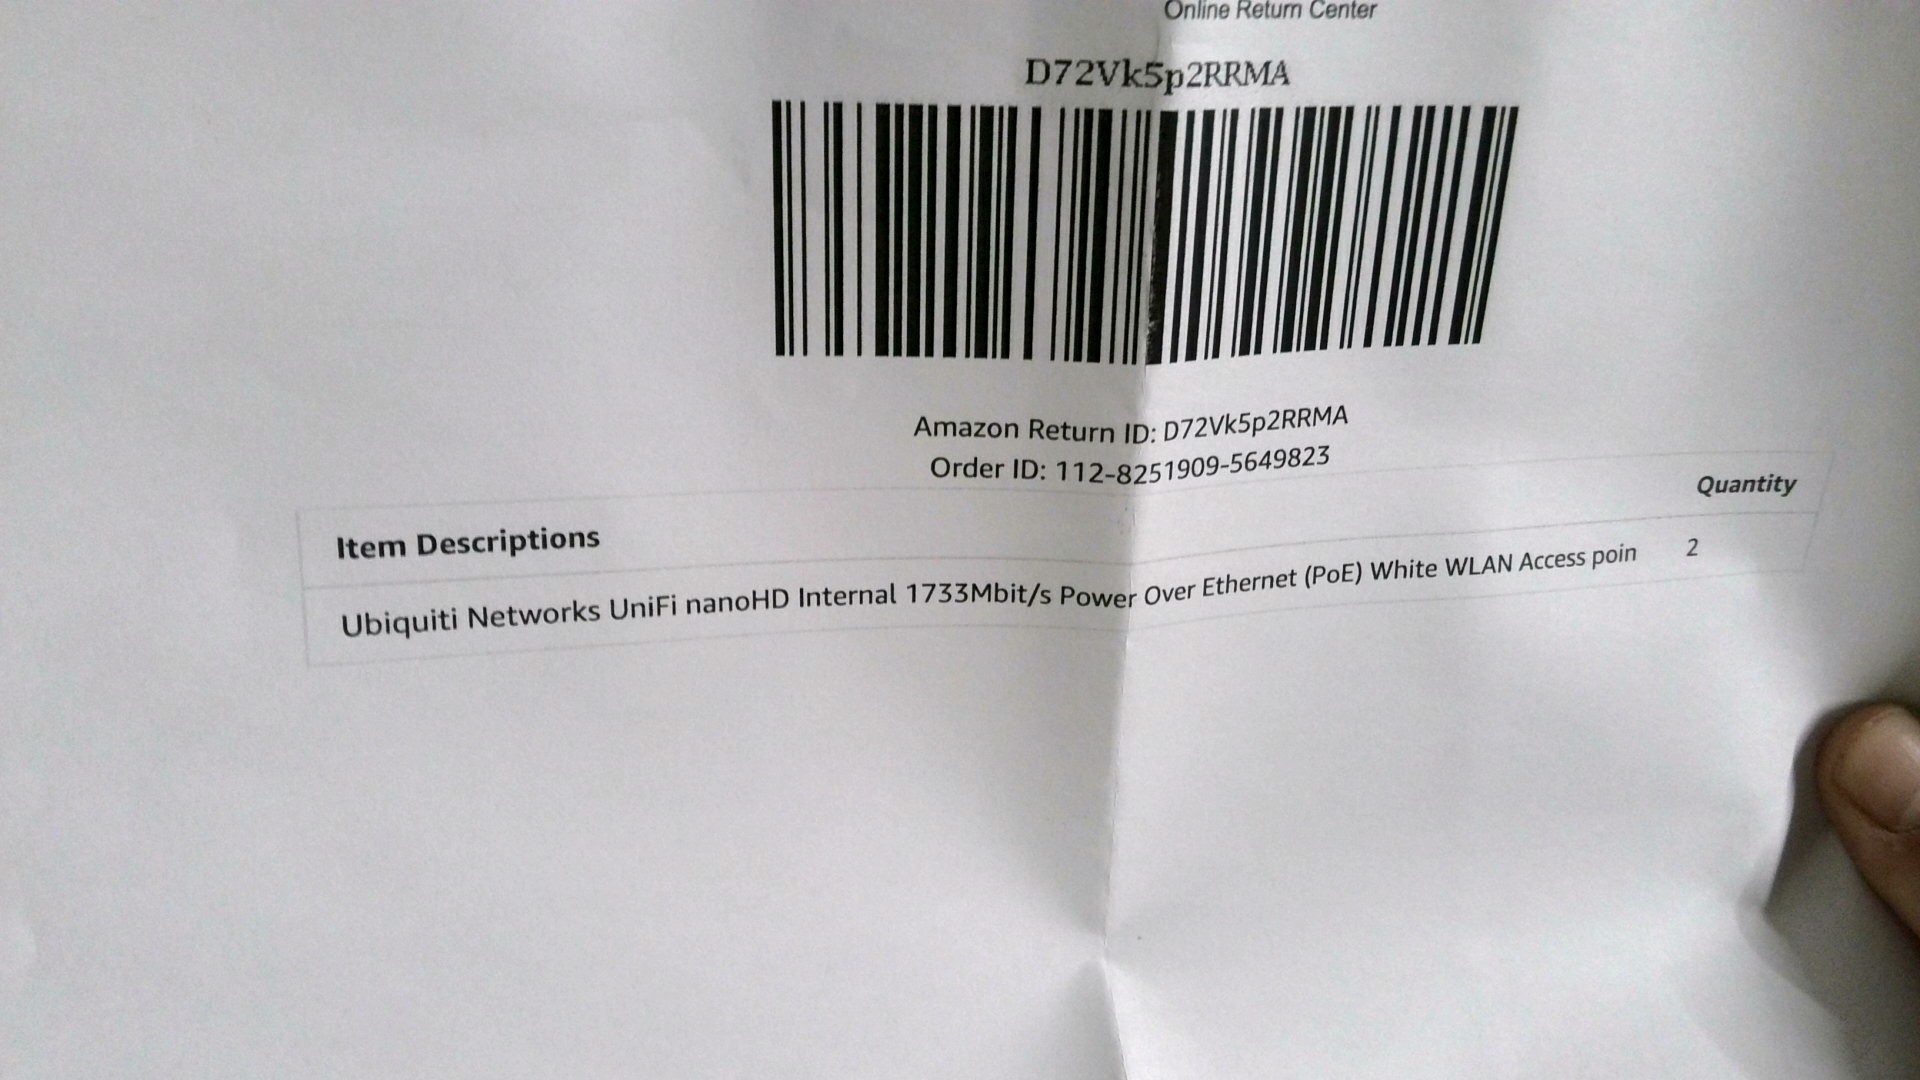 Online Return Center
D72Vk5p2RRMA
Amazon Return ID: D72Vk5p2RRMA
Order ID: 112-8251909-5649823
Item Descriptions Quantity
Ubiquiti Networks UniFi nanoHD Internal 1733Mbit/s Power Over Ethernet (PoE) White WLAN Access poin 2